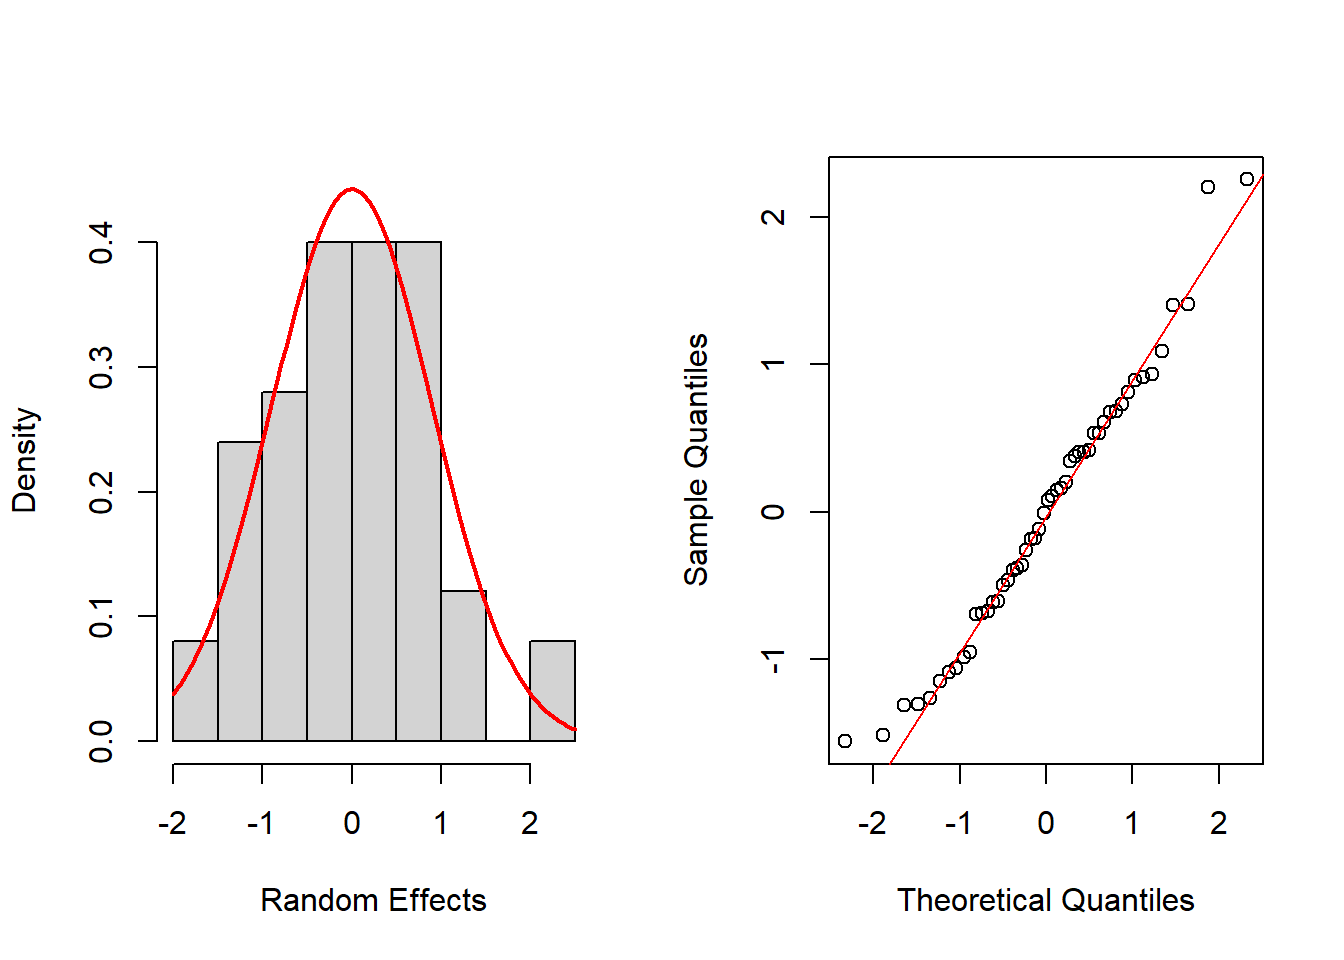 Density
0.0 0.1 0.2 0.3 0.4
-2 -1 0 1 2
Random Effects
Sample Quantiles
-1 0 1 2
-2 -1 0 1 2
Theoretical Quantiles